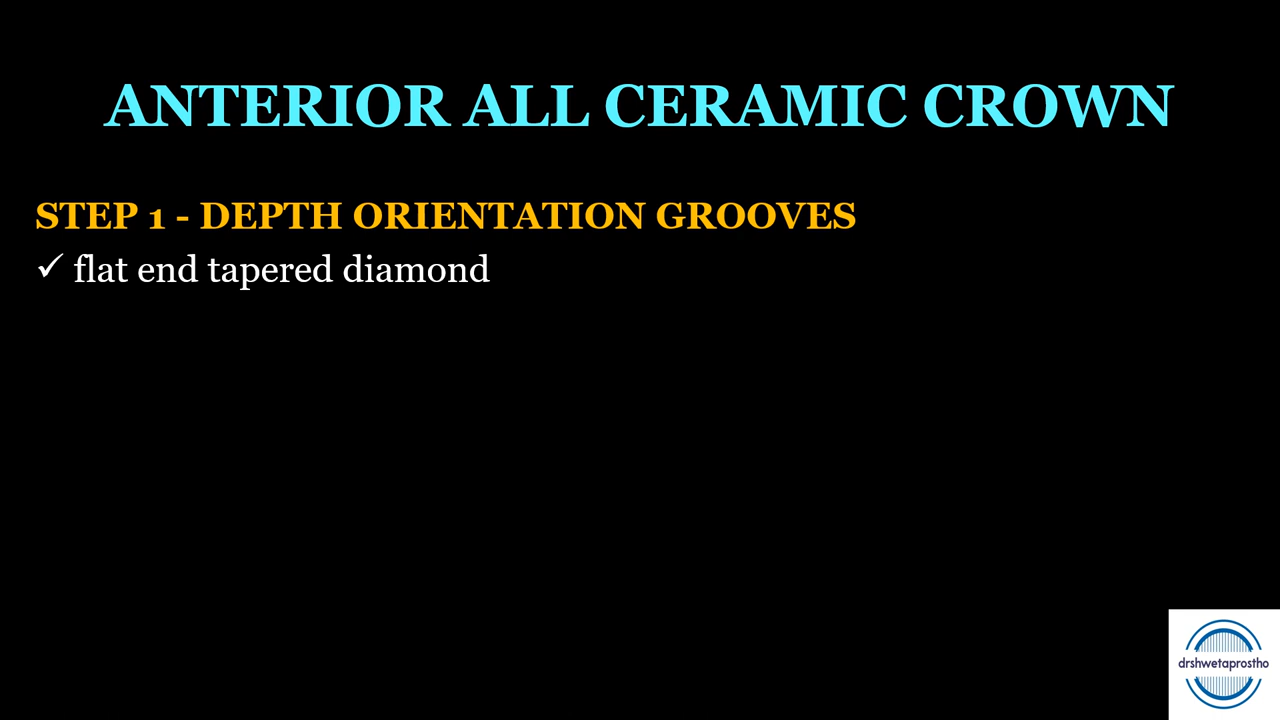 ANTERIOR ALL CERAMIC CROWN
STEP 1 - DEPTH ORIENTATION GROOVES
✓ flat end tapered diamond
drshwetaprostho